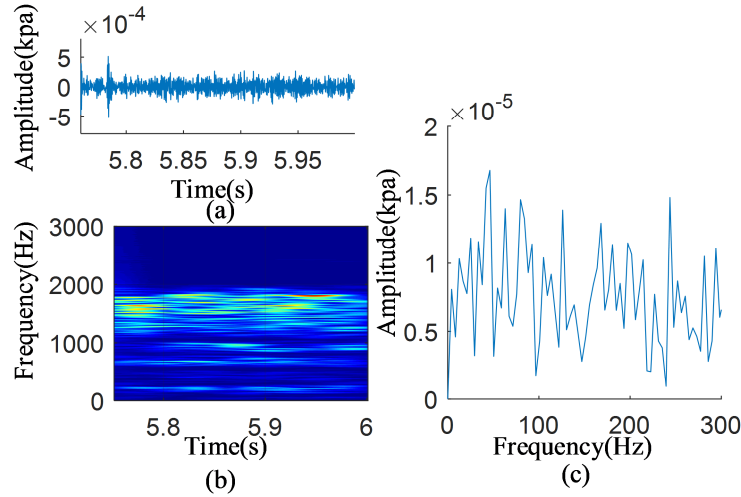 × 10^-4
Amplitude(kpa)
5
0
-5
5.8 5.85 5.9 5.95
Time(s)
(a)
Frequency(Hz)
3000
2000
1000
0
5.8 5.9 6
Time(s)
(b)
× 10^-5
Amplitude(kpa)
2
1.5
1
0.5
0
0 100 200 300
Frequency(Hz)
(c)